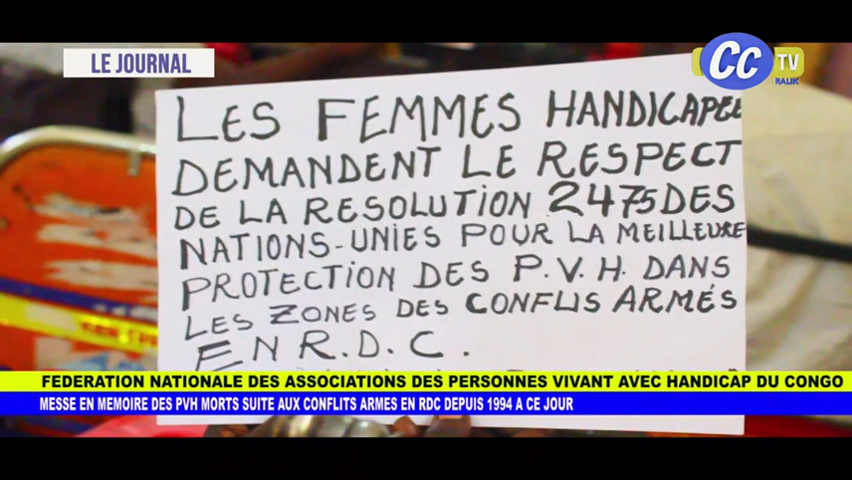 LE JOURNAL
CC TV
RALIK
LES FEMMES HANDICAPEE
DEMANDENT LE RESPECT
DE LA RESOLUTION 2475 DES
NATIONS-UNIES POUR LA MEILLEURE
PROTECTION DES P.V.H. DANS
LES ZONES DES CONFLIS ARMÉS
EN R.D.C.
FEDERATION NATIONALE DES ASSOCIATIONS DES PERSONNES VIVANT AVEC HANDICAP DU CONGO
MESSE EN MEMOIRE DES PVH MORTS SUITE AUX CONFLITS ARMES EN RDC DEPUIS 1994 A CE JOUR